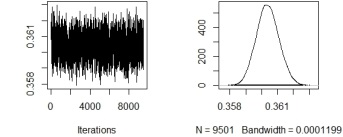 0.358 0.361
0 4000 8000
Iterations
0 200 400
0.358 0.361
N = 9501 Bandwidth = 0.0001199